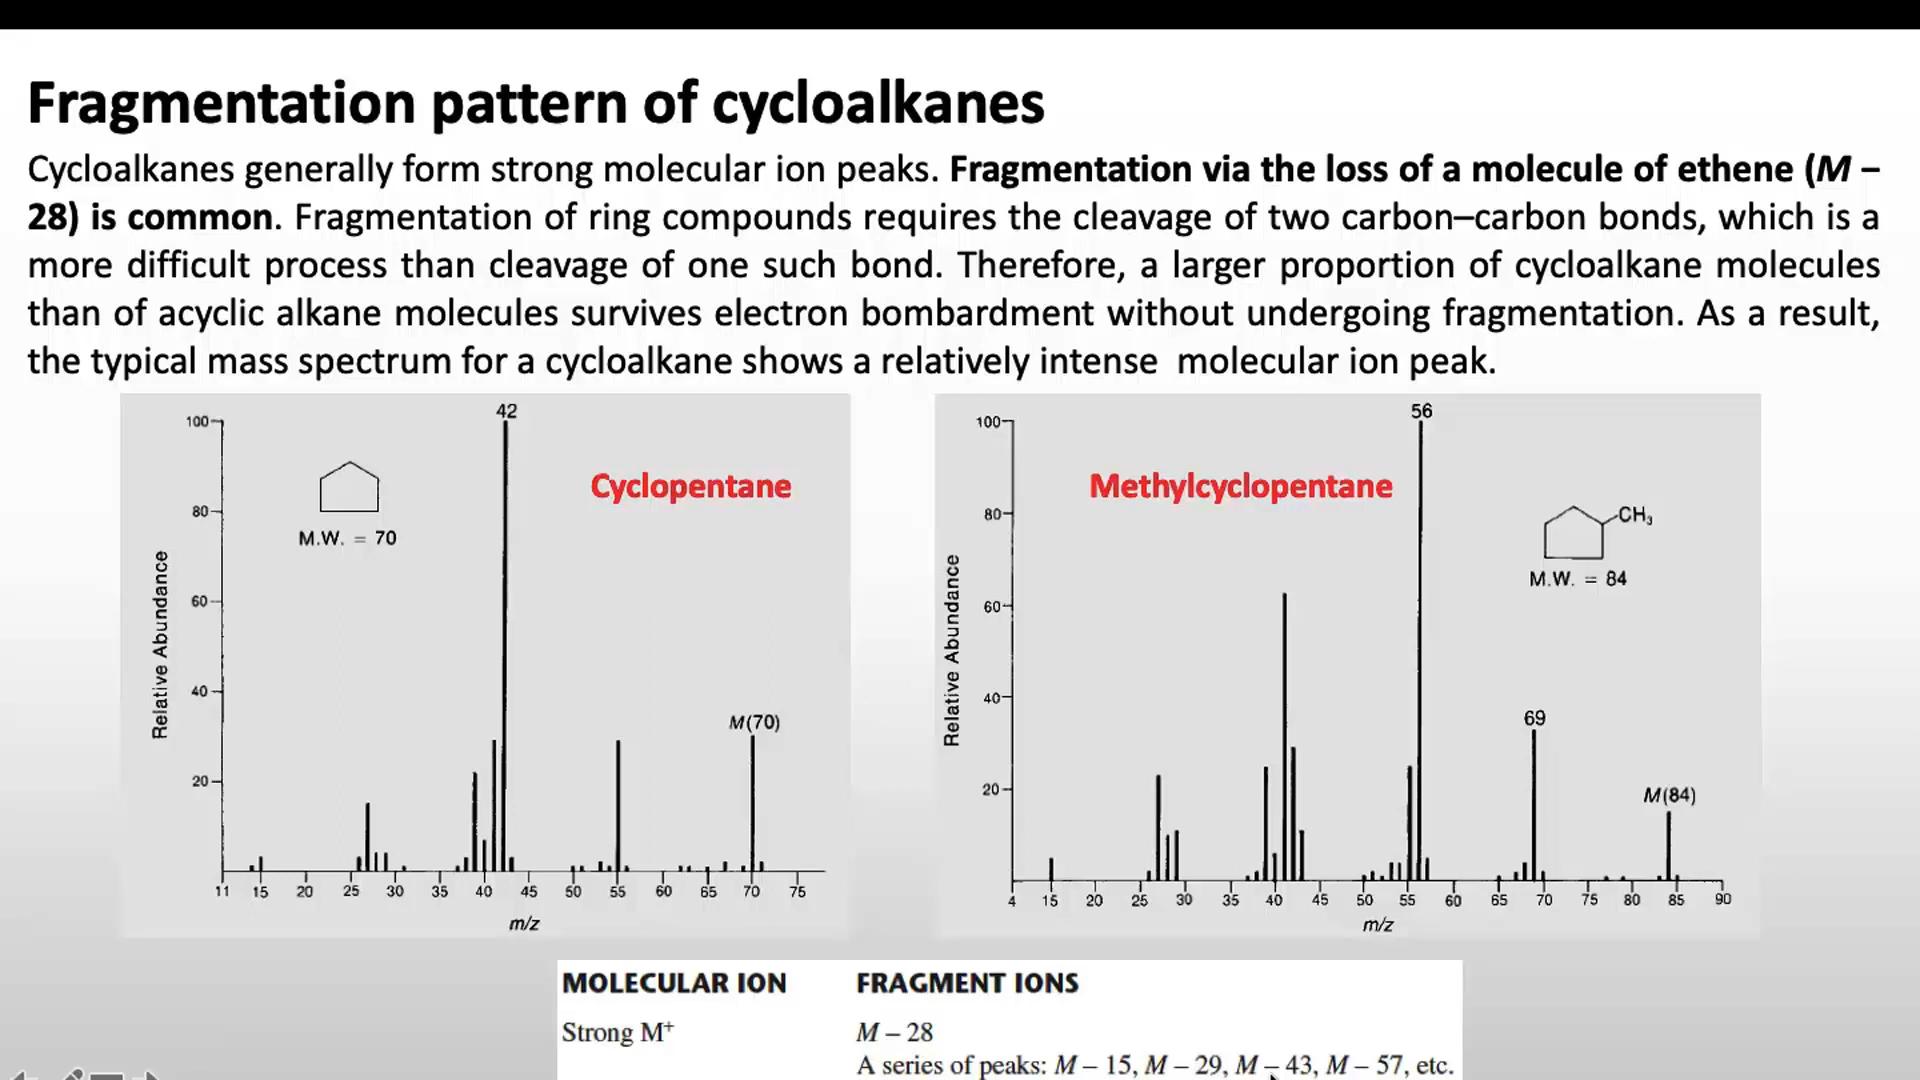 Fragmentation pattern of cycloalkanes
Cycloalkanes generally form strong molecular ion peaks. Fragmentation via the loss of a molecule of ethene (M –
28) is common. Fragmentation of ring compounds requires the cleavage of two carbon–carbon bonds, which is a
more difficult process than cleavage of one such bond. Therefore, a larger proportion of cycloalkane molecules
than of acyclic alkane molecules survives electron bombardment without undergoing fragmentation. As a result,
the typical mass spectrum for a cycloalkane shows a relatively intense molecular ion peak.
42
100
80
60
40
20
Relative Abundance
Cyclopentane
M.W. = 70
M(70)
11 15 20 25 30 35 40 45 50 55 60 65 70 75
m/z
56
100
80
60
40
20
Relative Abundance
Methylcyclopentane
CH₃
M.W. = 84
69
M(84)
4 15 20 25 30 35 40 45 50 55 60 65 70 75 80 85 90
m/z
MOLECULAR ION FRAGMENT IONS
Strong M⁺ M – 28
A series of peaks: M – 15, M – 29, M – 43, M – 57, etc.